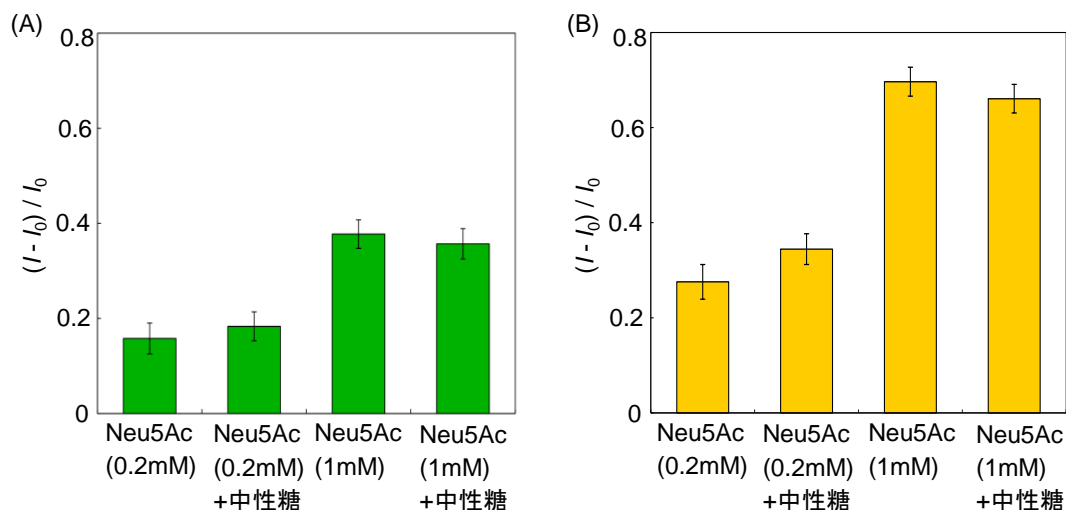 (A)
0.8
0.6
0.4
0.2
0
(I - I₀) / I₀
Neu5Ac
(0.2mM)
Neu5Ac
(0.2mM)
+中性糖
Neu5Ac
(1mM)
Neu5Ac
(1mM)
+中性糖
(B)
0.8
0.6
0.4
0.2
0
(I - I₀) / I₀
Neu5Ac
(0.2mM)
Neu5Ac
(0.2mM)
+中性糖
Neu5Ac
(1mM)
Neu5Ac
(1mM)
+中性糖